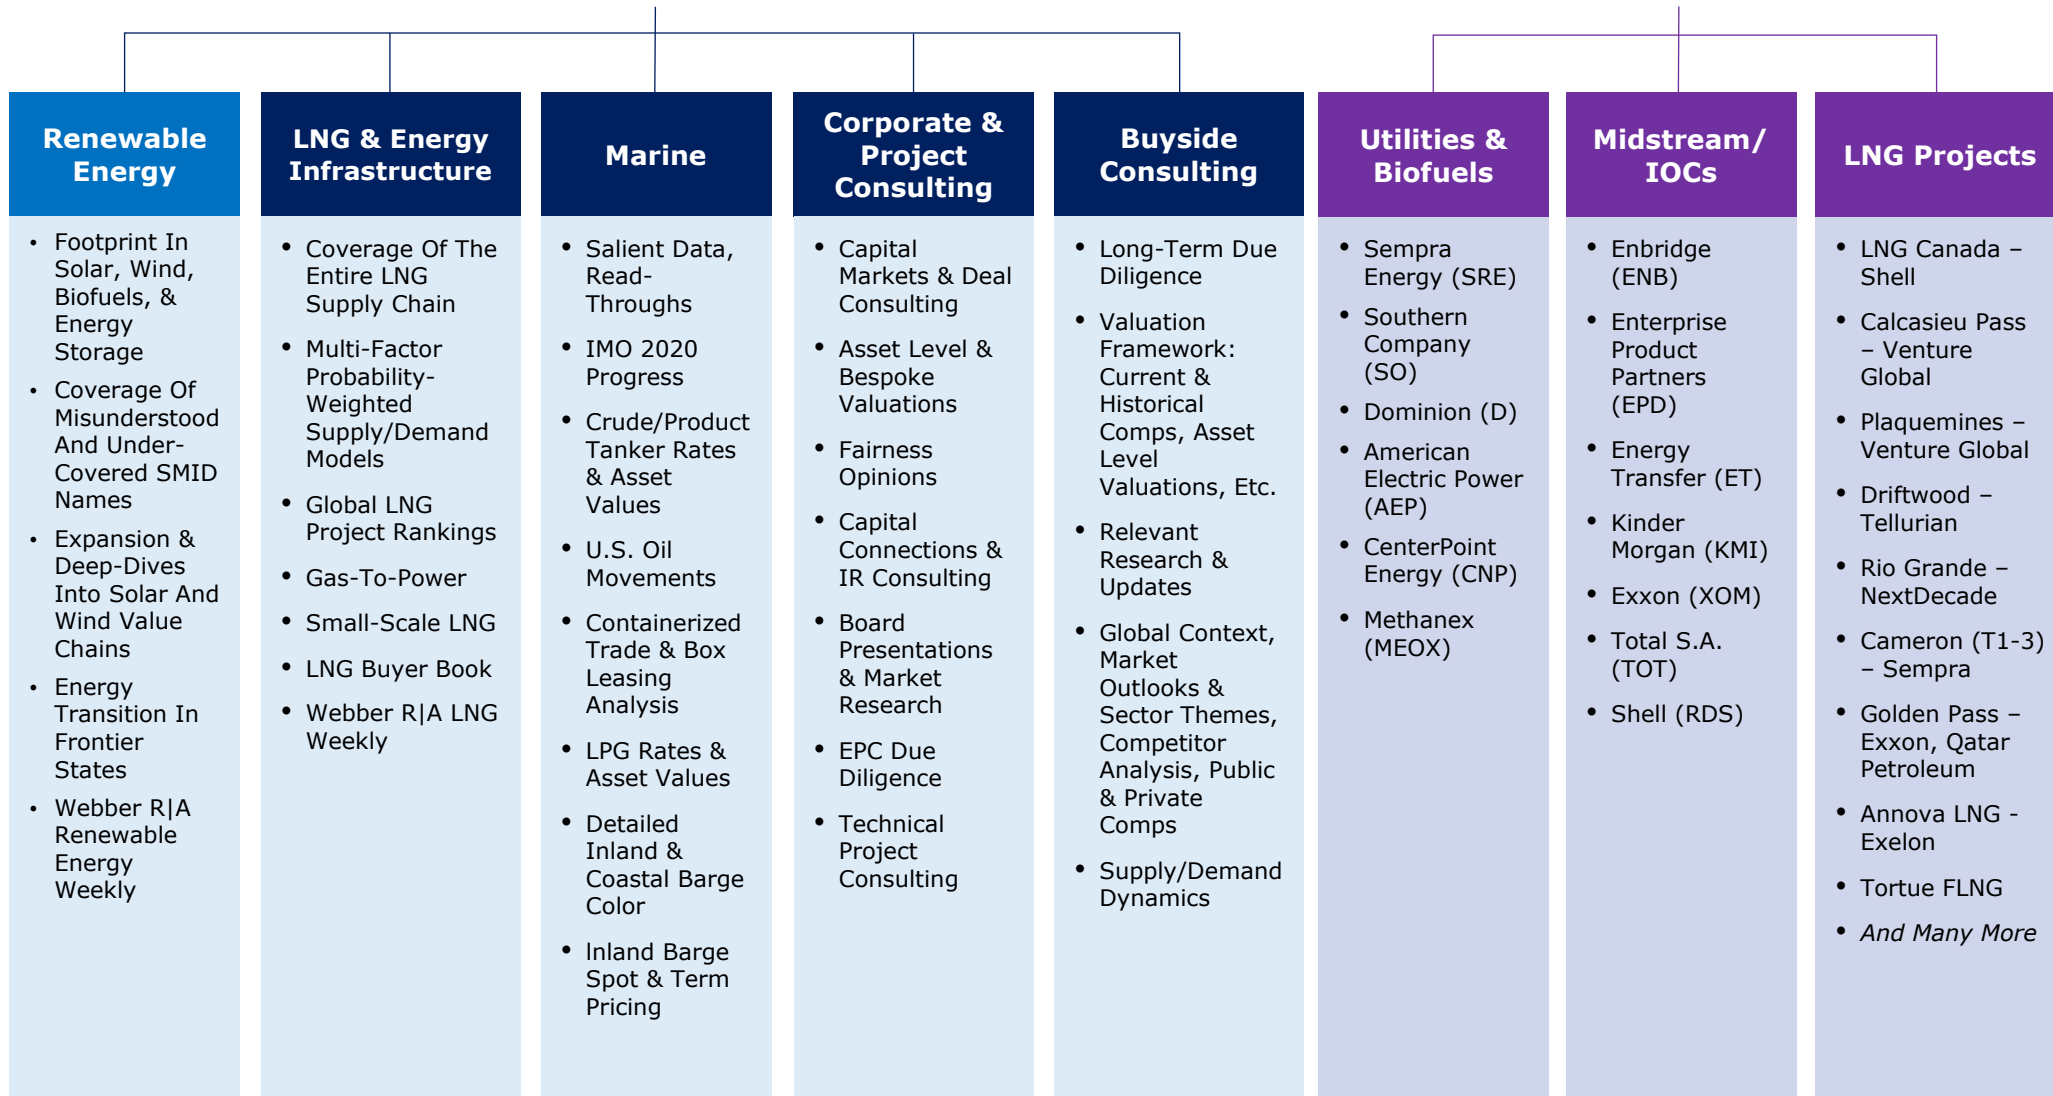 Renewable
Energy
• Footprint In
Solar, Wind,
Biofuels, &
Energy
Storage
• Coverage Of
Misunderstood
And Under-
Covered SMID
Names
• Expansion &
Deep-Dives
Into Solar And
Wind Value
Chains
• Energy
Transition In
Frontier
States
• Webber R|A
Renewable
Energy
Weekly
LNG & Energy
Infrastructure
• Coverage Of The
Entire LNG
Supply Chain
• Multi-Factor
Probability-
Weighted
Supply/Demand
Models
• Global LNG
Project Rankings
• Gas-To-Power
• Small-Scale LNG
• LNG Buyer Book
• Webber R|A LNG
Weekly
Marine
• Salient Data,
Read-
Throughs
• IMO 2020
Progress
• Crude/Product
Tanker Rates
& Asset
Values
• U.S. Oil
Movements
• Containerized
Trade & Box
Leasing
Analysis
• LPG Rates &
Asset Values
• Detailed
Inland &
Coastal Barge
Color
• Inland Barge
Spot & Term
Pricing
Corporate &
Project
Consulting
• Capital
Markets & Deal
Consulting
• Asset Level &
Bespoke
Valuations
• Fairness
Opinions
• Capital
Connections &
IR Consulting
• Board
Presentations
& Market
Research
• EPC Due
Diligence
• Technical
Project
Consulting
Buyside
Consulting
• Long-Term Due
Diligence
• Valuation
Framework:
Current &
Historical
Comps, Asset
Level
Valuations, Etc.
• Relevant
Research &
Updates
• Global Context,
Market
Outlooks &
Sector Themes,
Competitor
Analysis, Public
& Private
Comps
• Supply/Demand
Dynamics
Utilities &
Biofuels
• Sempra
Energy (SRE)
• Southern
Company
(SO)
• Dominion (D)
• American
Electric Power
(AEP)
• CenterPoint
Energy (CNP)
• Methanex
(MEOX)
Midstream/
IOCs
• Enbridge
(ENB)
• Enterprise
Product
Partners
(EPD)
• Energy
Transfer (ET)
• Kinder
Morgan (KMI)
• Exxon (XOM)
• Total S.A.
(TOT)
• Shell (RDS)
LNG Projects
• LNG Canada –
Shell
• Calcasieu Pass
– Venture
Global
• Plaquemines –
Venture Global
• Driftwood –
Tellurian
• Rio Grande –
NextDecade
• Cameron (T1-3)
– Sempra
• Golden Pass –
Exxon, Qatar
Petroleum
• Annova LNG -
Exelon
• Tortue FLNG
• And Many More